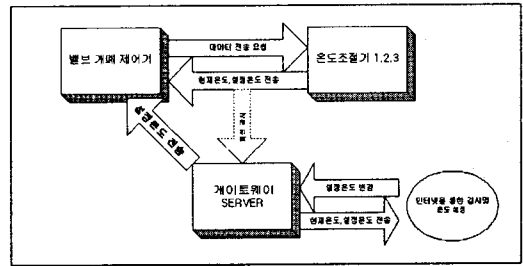 밸브 개폐 제어기
데이터 전송 요청
온도조절기 1.2.3
현재온도,설정온도 전송
설정온도 전송
게이트웨이
SERVER
설정온도 변경
현재온도,설정온도 전송
인터넷을 통한 감시및
온도 설정